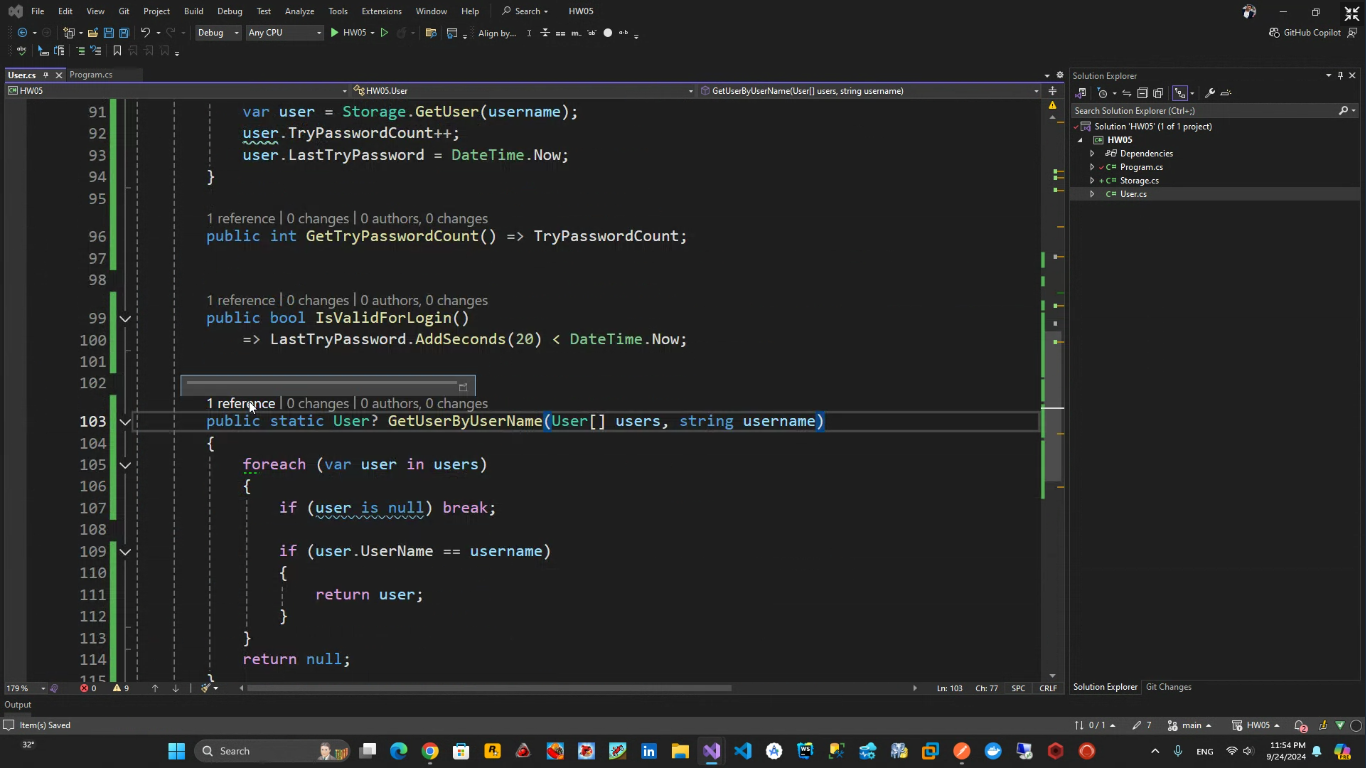 File Edit View Git Project Build Debug Test Analyze Tools Extensions Window Help Search HW05
Debug Any CPU HW05 Align by... GitHub Copilot
User.cs Program.cs
HW05 HW05.User GetUserByUserName(User[] users, string username)
91 var user = Storage.GetUser(username);
92 user.TryPasswordCount++;
93 user.LastTryPassword = DateTime.Now;
94 }
95
1 reference | 0 changes | 0 authors, 0 changes
96 public int GetTryPasswordCount() => TryPasswordCount;
97
98
1 reference | 0 changes | 0 authors, 0 changes
99 public bool IsValidForLogin()
100 => LastTryPassword.AddSeconds(20) < DateTime.Now;
101
102
1 reference | 0 changes | 0 authors, 0 changes
103 public static User? GetUserByUserName(User[] users, string username)
104 {
105 foreach (var user in users)
106 {
107 if (user is null) break;
108
109 if (user.UserName == username)
110 {
111 return user;
112 }
113 }
114 return null;
115 }
179 % 0 9 Ln: 103 Ch: 77 SPC CRLF
Solution Explorer
Search Solution Explorer (Ctrl+;)
Solution 'HW05' (1 of 1 project)
HW05
Dependencies
Program.cs
Storage.cs
User.cs
Solution Explorer Git Changes
Output
Item(s) Saved 0 / 1 7 main HW05 2
32° Search ENG 11:54 PM
9/24/2024